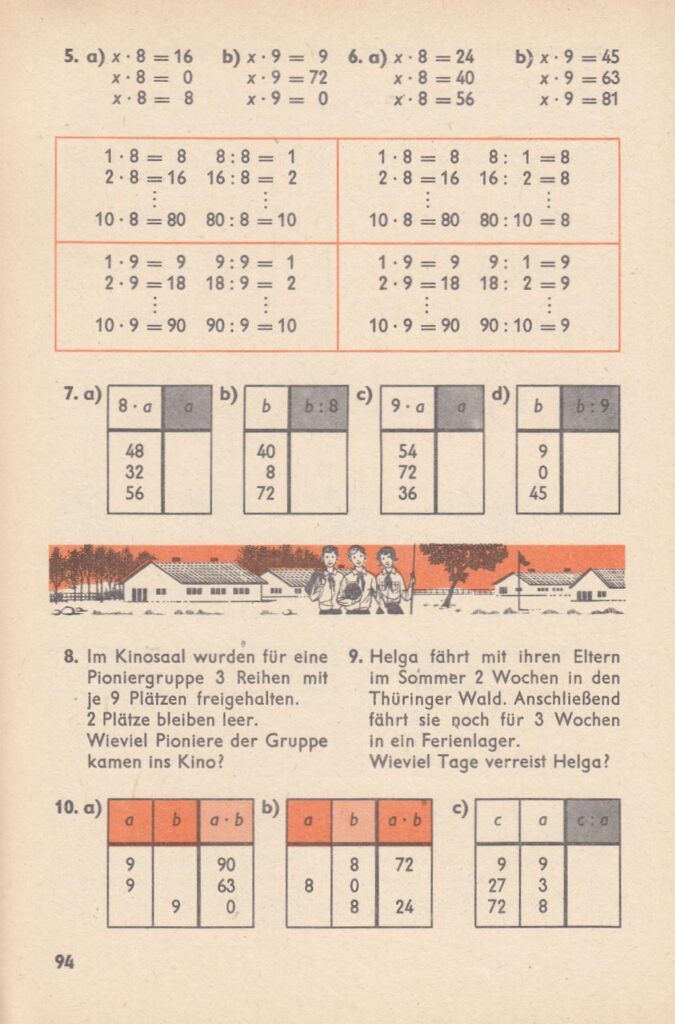 5. a) x · 8 = 16 b) x · 9 = 9 6. a) x · 8 = 24 b) x · 9 = 45
x · 8 = 0 x · 9 = 72 x · 8 = 40 x · 9 = 63
x · 8 = 8 x · 9 = 0 x · 8 = 56 x · 9 = 81
1 · 8 = 8 8 : 8 = 1 1 · 8 = 8 8 : 1 = 8
2 · 8 = 16 16 : 8 = 2 2 · 8 = 16 16 : 2 = 8
⋮ ⋮ ⋮ ⋮
10 · 8 = 80 80 : 8 = 10 10 · 8 = 80 80 : 10 = 8
1 · 9 = 9 9 : 9 = 1 1 · 9 = 9 9 : 1 = 9
2 · 9 = 18 18 : 9 = 2 2 · 9 = 18 18 : 2 = 9
⋮ ⋮ ⋮ ⋮
10 · 9 = 90 90 : 9 = 10 10 · 9 = 90 90 : 10 = 9
7. a) 8 · a a b) b b : 8 c) 9 · a a d) b b : 9
48 40 54 9
32 8 72 0
56 72 36 45
8. Im Kinosaal wurden für eine
Pioniergruppe 3 Reihen mit
je 9 Plätzen freigehalten.
2 Plätze bleiben leer.
Wieviel Pioniere der Gruppe
kamen ins Kino?
9. Helga fährt mit ihren Eltern
im Sommer 2 Wochen in den
Thüringer Wald. Anschließend
fährt sie noch für 3 Wochen
in ein Ferienlager.
Wieviel Tage verreist Helga?
10. a) a b a · b b) a b a · b c) c a c : a
9 90 8 72 9 9
9 63 8 0 27 3
9 0 8 24 72 8
94